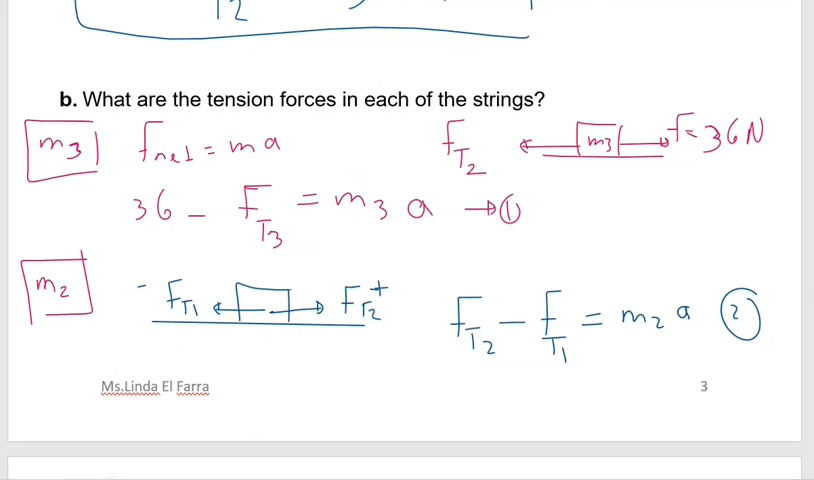 T2
b. What are the tension forces in each of the strings?
m3 Fnet = ma FT2 m3 f= 36N
36 - FT3 = m3 a → ①
m2 - FT1 FT2 + FT2 - FT1 = m2 a ②
Ms.Linda El Farra 3